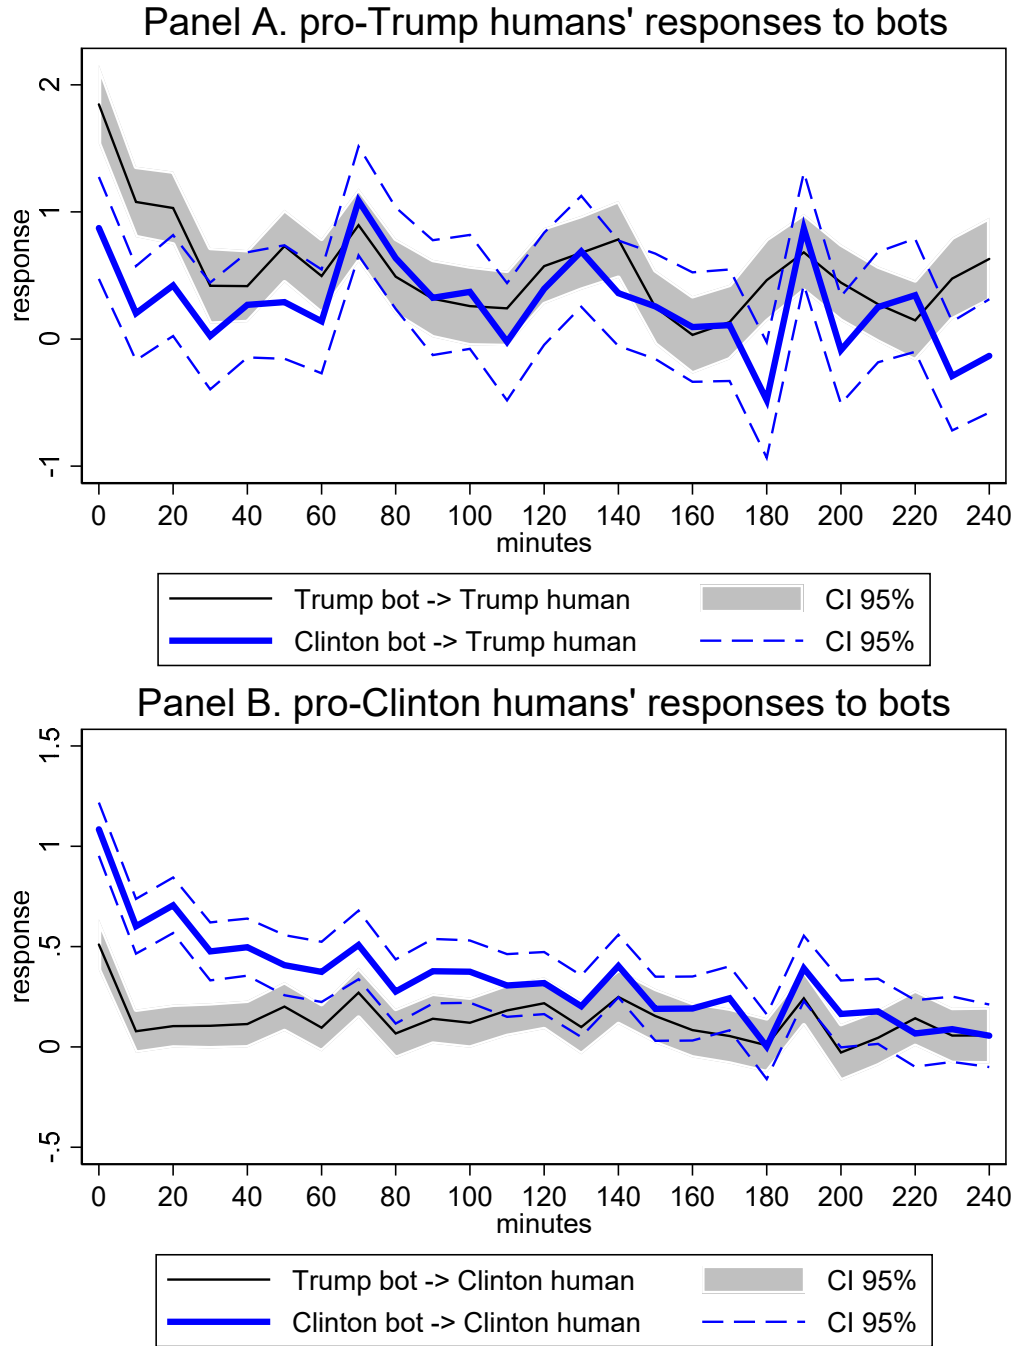 Panel A. pro-Trump humans' responses to bots
2
1
0
-1
response
0 20 40 60 80 100 120 140 160 180 200 220 240
minutes
Trump bot -> Trump human CI 95%
Clinton bot -> Trump human CI 95%
Panel B. pro-Clinton humans' responses to bots
1.5
1
.5
0
-.5
response
0 20 40 60 80 100 120 140 160 180 200 220 240
minutes
Trump bot -> Clinton human CI 95%
Clinton bot -> Clinton human CI 95%